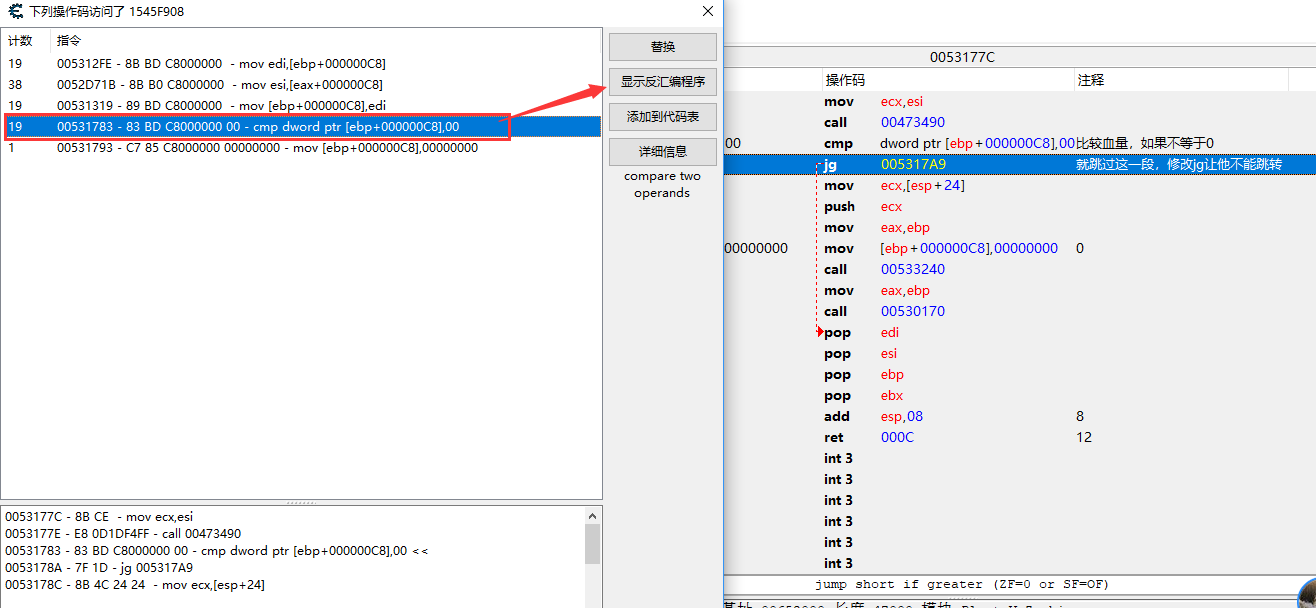 下列操作码访问了 1545F908
计数 指令
19 005312FE - 8B BD C8000000 - mov edi,[ebp+000000C8]
38 0052D71B - 8B B0 C8000000 - mov esi,[eax+000000C8]
19 00531319 - 89 BD C8000000 - mov [ebp+000000C8],edi
19 00531783 - 83 BD C8000000 00 - cmp dword ptr [ebp+000000C8],00
1 00531793 - C7 85 C8000000 00000000 - mov [ebp+000000C8],00000000
替换
显示反汇编程序
添加到代码表
详细信息
compare two
operands
0053177C - 8B CE - mov ecx,esi
0053177E - E8 0D1DF4FF - call 00473490
00531783 - 83 BD C8000000 00 - cmp dword ptr [ebp+000000C8],00 <<
0053178A - 7F 1D - jg 005317A9
0053178C - 8B 4C 24 24 - mov ecx,[esp+24]
0053177C
操作码 注释
mov ecx,esi
call 00473490
00 cmp dword ptr [ebp+000000C8],00 比较血量，如果不等于0
jg 005317A9 就跳过这一段，修改jg让他不能跳转
mov ecx,[esp+24]
push ecx
mov eax,ebp
00000000 mov [ebp+000000C8],00000000 0
call 00533240
mov eax,ebp
call 00530170
pop edi
pop esi
pop ebp
pop ebx
add esp,08 8
ret 000C 12
int 3
int 3
int 3
int 3
int 3
int 3
jump short if greater (ZF=0 or SF=OF)